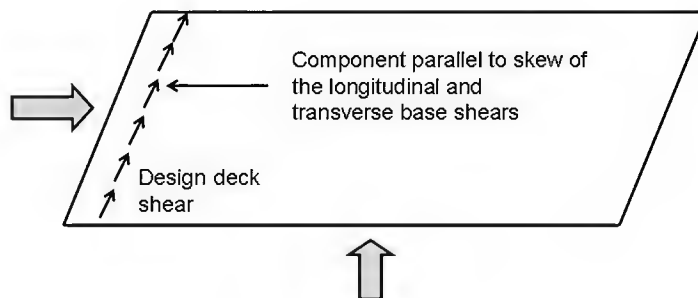 Component parallel to skew of
the longitudinal and
transverse base shears
Design deck
shear